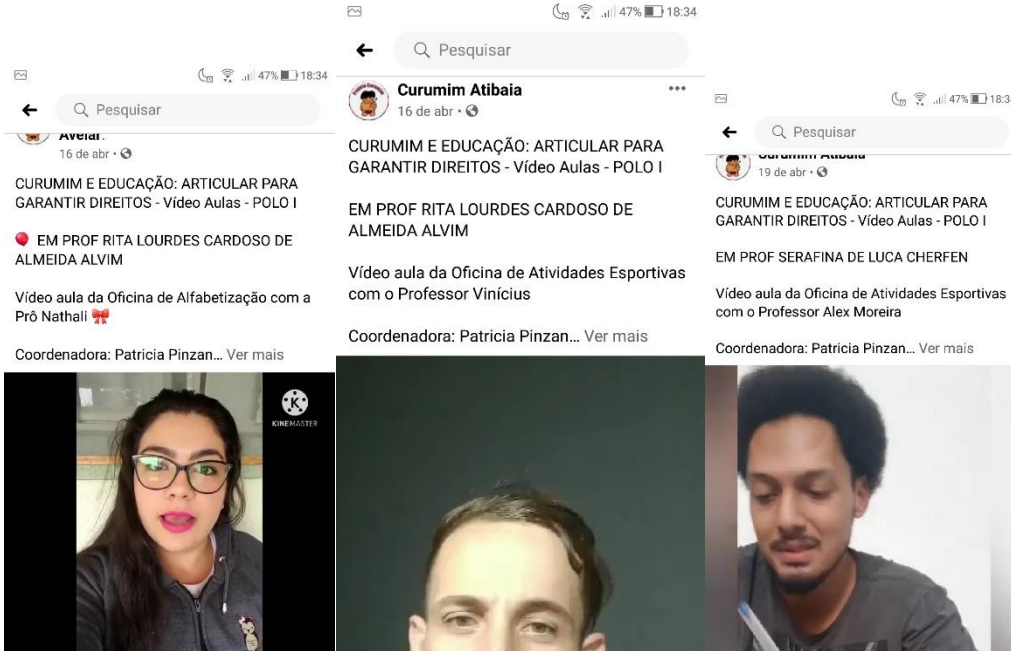 47% 18:34
Pesquisar
Avelar.
16 de abr
CURUMIM E EDUCAÇÃO: ARTICULAR PARA
GARANTIR DIREITOS - Vídeo Aulas - POLO I
EM PROF RITA LOURDES CARDOSO DE
ALMEIDA ALVIM
Vídeo aula da Oficina de Alfabetização com a
Prô Nathali
Coordenadora: Patricia Pinzan... Ver mais
KINEMASTER
47% 18:34
Pesquisar
Curumim Atibaia
16 de abr
CURUMIM E EDUCAÇÃO: ARTICULAR PARA
GARANTIR DIREITOS - Vídeo Aulas - POLO I
EM PROF RITA LOURDES CARDOSO DE
ALMEIDA ALVIM
Vídeo aula da Oficina de Atividades Esportivas
com o Professor Vinícius
Coordenadora: Patricia Pinzan... Ver mais
47% 18:34
Pesquisar
Curumim Atibaia
19 de abr
CURUMIM E EDUCAÇÃO: ARTICULAR PARA
GARANTIR DIREITOS - Vídeo Aulas - POLO I
EM PROF SERAFINA DE LUCA CHERFEN
Vídeo aula da Oficina de Atividades Esportivas
com o Professor Alex Moreira
Coordenadora: Patricia Pinzan... Ver mais